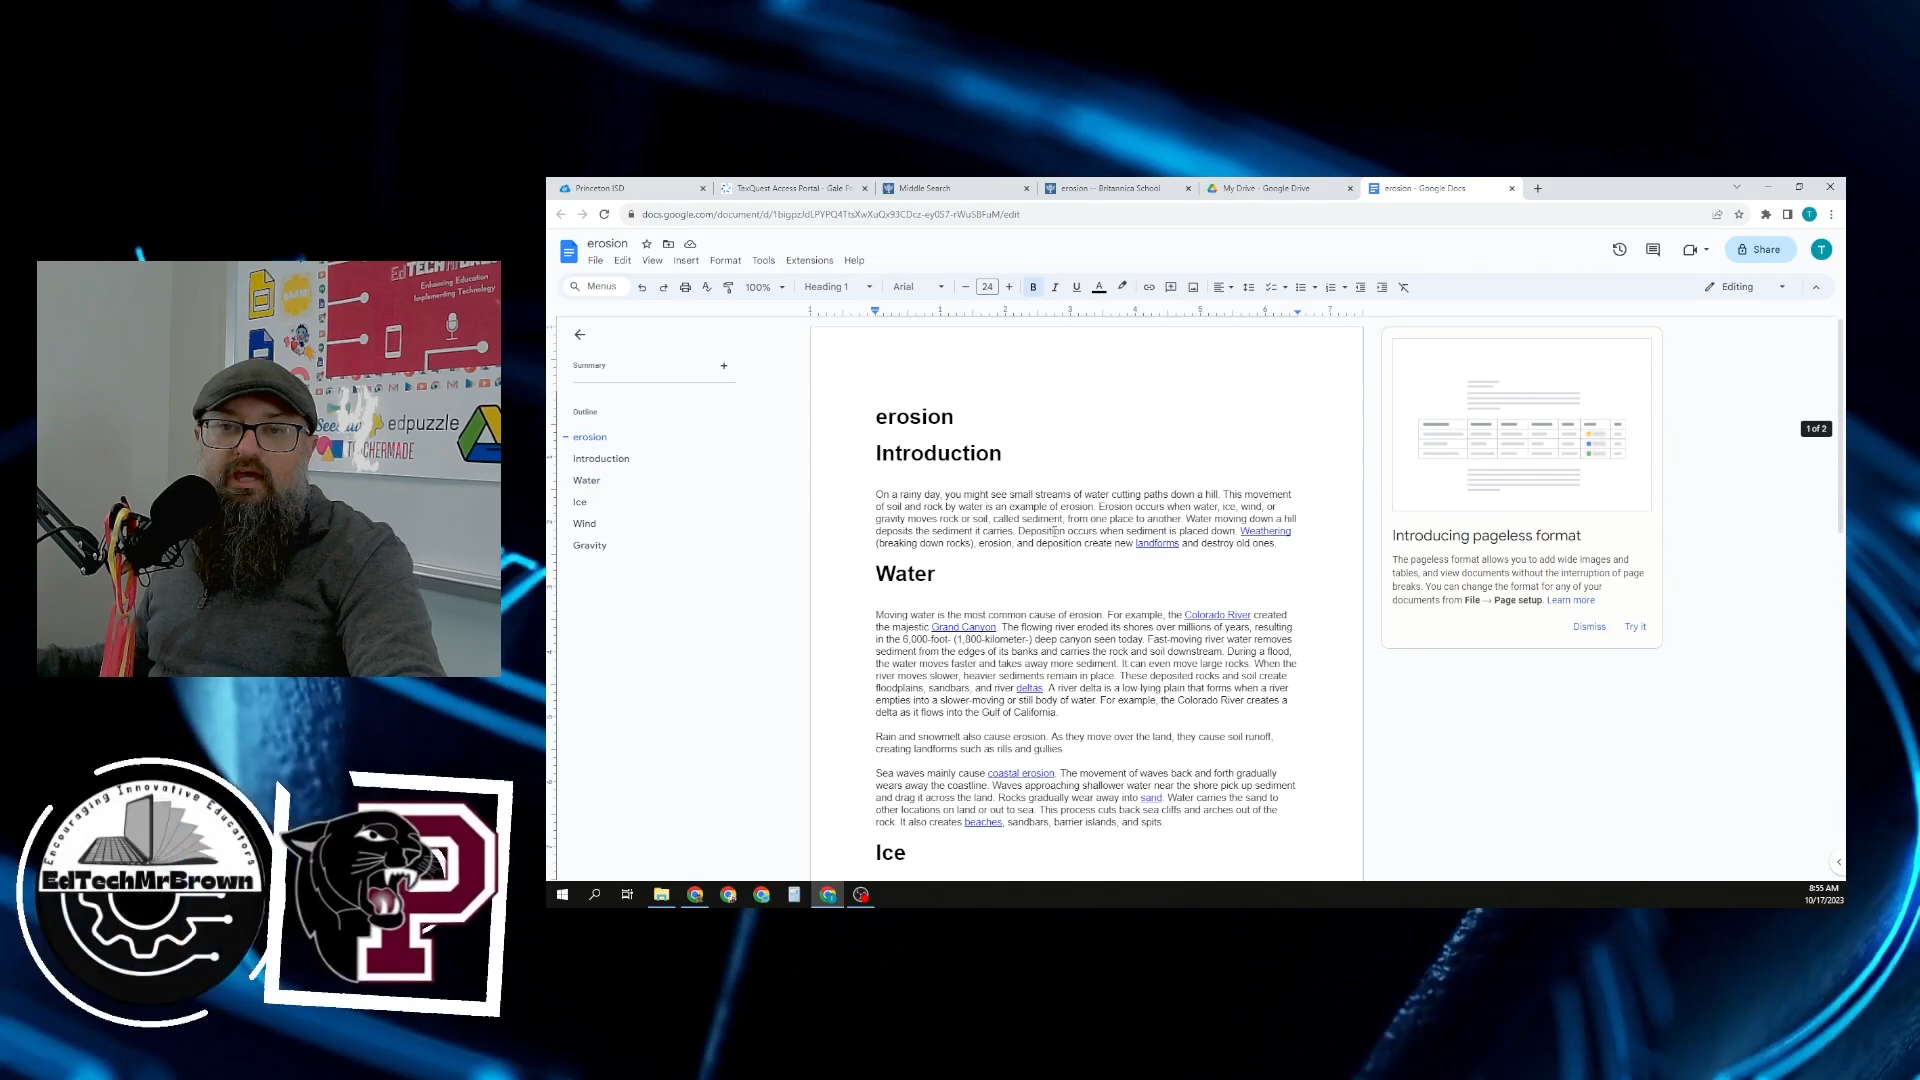 EdTechMrBrown
Enhancing Education
Implementing Technology
edpuzzle
Encouraging Innovative Educators
EdTechMrBrown
P
Princeton ISD
TexQuest Access Portal - Gale
Middle Search
erosion -- Britannica School
My Drive - Google Drive
erosion - Google Docs
erosion
File Edit View Insert Format Tools Extensions Help
Share
T
Menus
100%
Heading 1
Arial
24
Editing
Summary
Outline
erosion
Introduction
Water
Ice
Wind
Gravity
erosion
Introduction
On a rainy day, you might see small streams of water cutting paths down a hill. This movement
of soil and rock by water is an example of erosion. Erosion occurs when water, ice, wind, or
gravity moves rock or soil, called sediment, from one place to another. Water moving down a hill
deposits the sediment it carries. Deposition occurs when sediment is placed down. Weathering
(breaking down rocks), erosion, and deposition create new landforms and destroy old ones.
Water
Moving water is the most common cause of erosion. For example, the Colorado River created
the majestic Grand Canyon. The flowing river eroded its shores over millions of years, resulting
in the 6,000-foot- (1,800-kilometer-) deep canyon seen today. Fast-moving river water removes
sediment from the edges of its banks and carries the rock and soil downstream. During a flood,
the water moves faster and takes away more sediment. It can even move large rocks. When the
river moves slower, heavier sediments remain in place. These deposited rocks and soil create
floodplains, sandbars, and river deltas. A river delta is a low-lying plain that forms when a river
empties into a slower-moving or still body of water. For example, the Colorado River creates a
delta as it flows into the Gulf of California.
Rain and snowmelt also cause erosion. As they move over the land, they cause soil runoff,
creating landforms such as rills and gullies.
Sea waves mainly cause coastal erosion. The movement of waves back and forth gradually
wears away the coastline. Waves approaching shallower water near the shore pick up sediment
and drag it across the land. Rocks gradually wear away into sand. Water carries the sand to
other locations on land or out to sea. This process cuts back sea cliffs and arches out of the
rock. It also creates beaches, sandbars, barrier islands, and spits.
Ice
1 of 2
Introducing pageless format
The pageless format allows you to add wide images and
tables, and view documents without the interruption of page
breaks. You can change the format for any of your
documents from File → Page setup. Learn more
Dismiss Try it
8:55 AM
10/17/2023